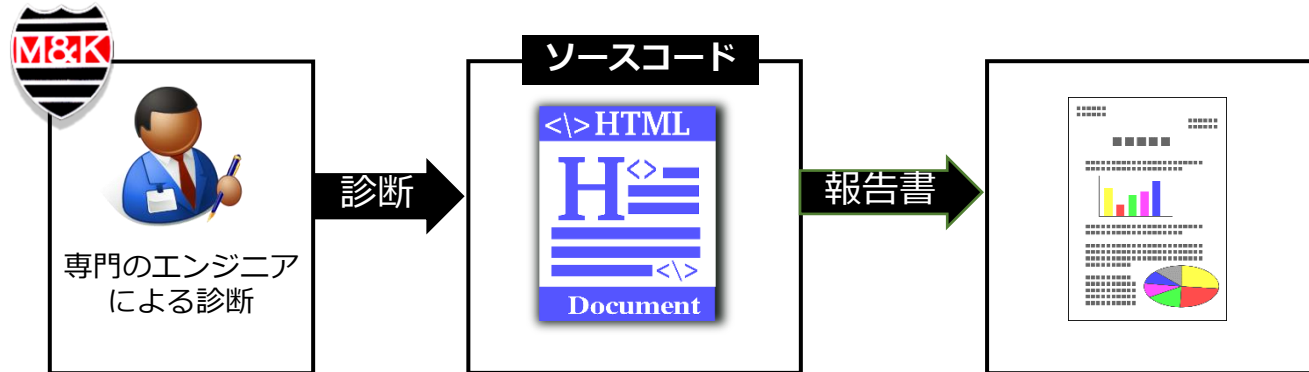 M&K
専門のエンジニア
による診断
診断
ソースコード
<\> HTML
H <>
<\>
Document
報告書